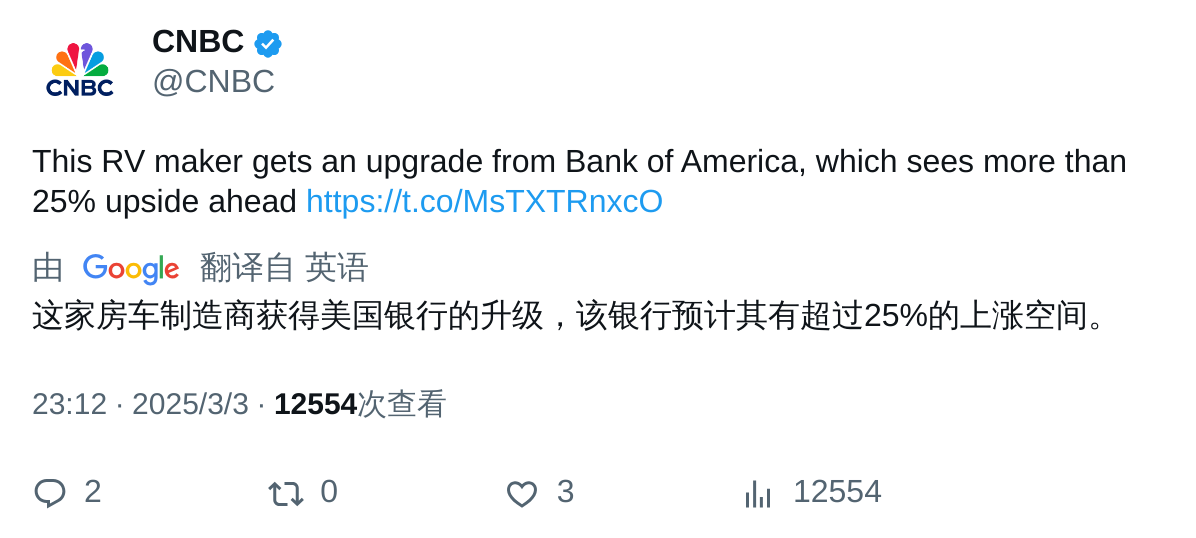 CNBC
CNBC
@CNBC
This RV maker gets an upgrade from Bank of America, which sees more than
25% upside ahead https://t.co/MsTXTRnxcO
由 Google 翻译自 英语
这家房车制造商获得美国银行的升级，该银行预计其有超过25%的上涨空间。
23:12 · 2025/3/3 · 12554次查看
2 0 3 12554